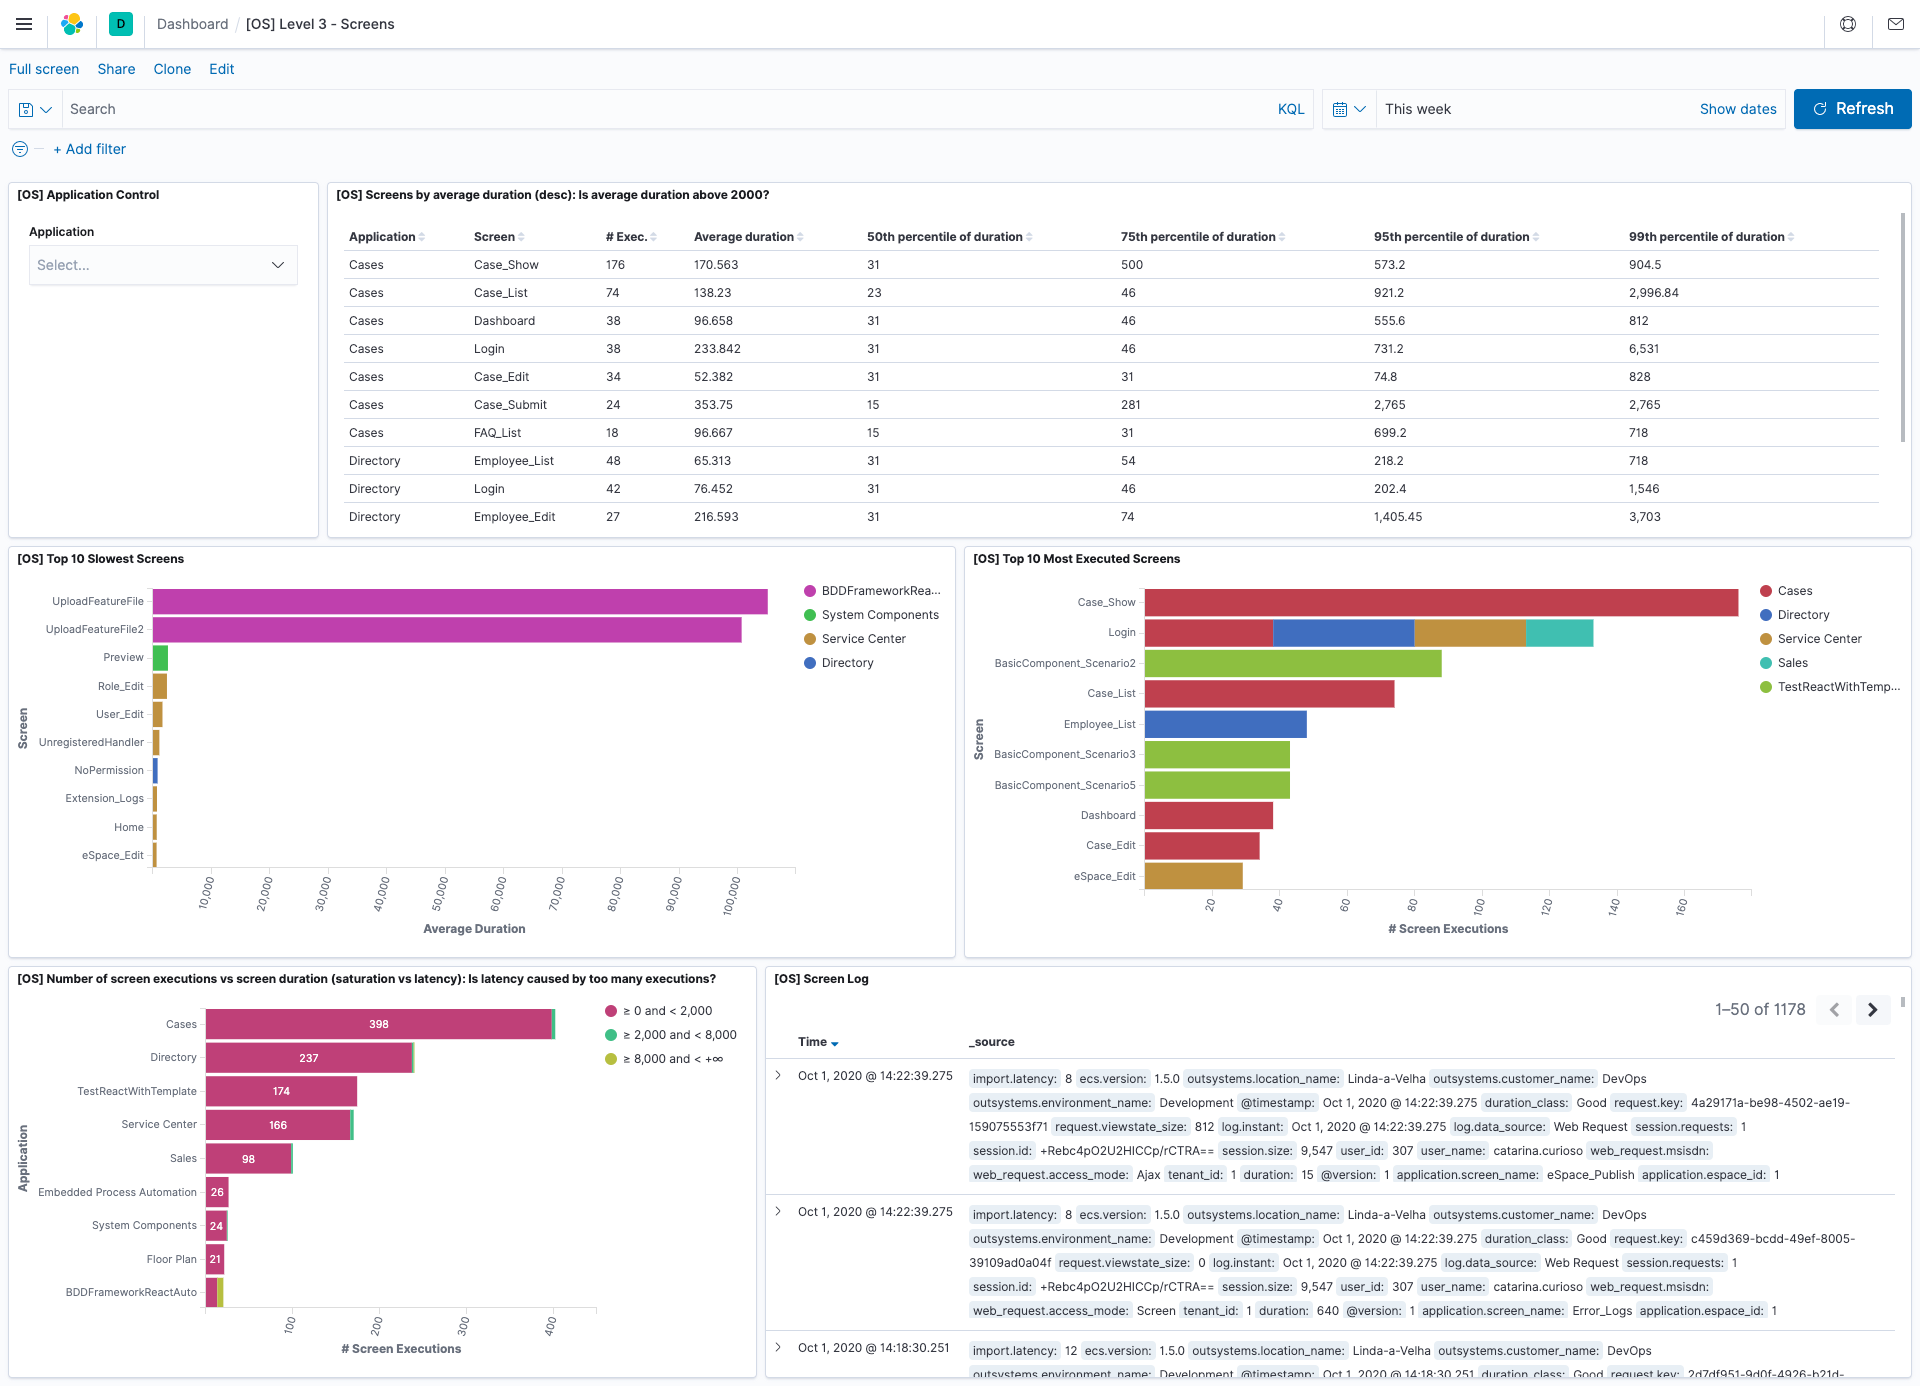 D Dashboard / [OS] Level 3 - Screens
Full screen Share Clone Edit
Search KQL This week Show dates Refresh
+ Add filter
[OS] Application Control
Application
Select...
[OS] Screens by average duration (desc): Is average duration above 2000?
Application Screen # Exec. Average duration 50th percentile of duration 75th percentile of duration 95th percentile of duration 99th percentile of duration
Cases Case_Show 176 170.563 31 500 573.2 904.5
Cases Case_List 74 138.23 23 46 921.2 2,996.84
Cases Dashboard 38 96.658 31 46 555.6 812
Cases Login 38 233.842 31 46 731.2 6,531
Cases Case_Edit 34 52.382 31 31 74.8 828
Cases Case_Submit 24 353.75 15 281 2,765 2,765
Cases FAQ_List 18 96.667 15 31 699.2 718
Directory Employee_List 48 65.313 31 54 218.2 718
Directory Login 42 76.452 31 46 202.4 1,546
Directory Employee_Edit 27 216.593 31 74 1,405.45 3,703
[OS] Top 10 Slowest Screens
Screen
UploadFeatureFile
UploadFeatureFile2
Preview
Role_Edit
User_Edit
UnregisteredHandler
NoPermission
Extension_Logs
Home
eSpace_Edit
10,000 20,000 30,000 40,000 50,000 60,000 70,000 80,000 90,000 100,000
Average Duration
BDDFrameworkRea...
System Components
Service Center
Directory
[OS] Top 10 Most Executed Screens
Screen
Case_Show
Login
BasicComponent_Scenario2
Case_List
Employee_List
BasicComponent_Scenario3
BasicComponent_Scenario5
Dashboard
Case_Edit
eSpace_Edit
20 40 60 80 100 120 140 160
# Screen Executions
Cases
Directory
Service Center
Sales
TestReactWithTemp...
[OS] Number of screen executions vs screen duration (saturation vs latency): Is latency caused by too many executions?
Application
Cases 398
Directory 237
TestReactWithTemplate 174
Service Center 166
Sales 98
Embedded Process Automation 26
System Components 24
Floor Plan 21
BDDFrameworkReactAuto
100 200 300 400
# Screen Executions
≥ 0 and < 2,000
≥ 2,000 and < 8,000
≥ 8,000 and < +∞
[OS] Screen Log
1–50 of 1178
Time _source
Oct 1, 2020 @ 14:22:39.275 import.latency: 8 ecs.version: 1.5.0 outsystems.location_name: Linda-a-Velha outsystems.customer_name: DevOps
outsystems.environment_name: Development @timestamp: Oct 1, 2020 @ 14:22:39.275 duration_class: Good request.key: 4a29171a-be98-4502-ae19-
159075553f71 request.viewstate_size: 812 log.instant: Oct 1, 2020 @ 14:22:39.275 log.data_source: Web Request session.requests: 1
session.id: +Rebc4pO2U2HICCp/rCTRA== session.size: 9,547 user_id: 307 user_name: catarina.curioso web_request.msisdn:
web_request.access_mode: Ajax tenant_id: 1 duration: 15 @version: 1 application.screen_name: eSpace_Publish application.espace_id: 1
Oct 1, 2020 @ 14:22:39.275 import.latency: 8 ecs.version: 1.5.0 outsystems.location_name: Linda-a-Velha outsystems.customer_name: DevOps
outsystems.environment_name: Development @timestamp: Oct 1, 2020 @ 14:22:39.275 duration_class: Good request.key: c459d369-bcdd-49ef-8005-
39109ad0a04f request.viewstate_size: 0 log.instant: Oct 1, 2020 @ 14:22:39.275 log.data_source: Web Request session.requests: 1
session.id: +Rebc4pO2U2HICCp/rCTRA== session.size: 9,547 user_id: 307 user_name: catarina.curioso web_request.msisdn:
web_request.access_mode: Screen tenant_id: 1 duration: 640 @version: 1 application.screen_name: Error_Logs application.espace_id: 1
Oct 1, 2020 @ 14:18:30.251 import.latency: 12 ecs.version: 1.5.0 outsystems.location_name: Linda-a-Velha outsystems.customer_name: DevOps
outsystems.environment_name: Development @timestamp: Oct 1, 2020 @ 14:18:30.251 duration_class: Good request.key: 2d7df951-9d0f-4926-b21d-